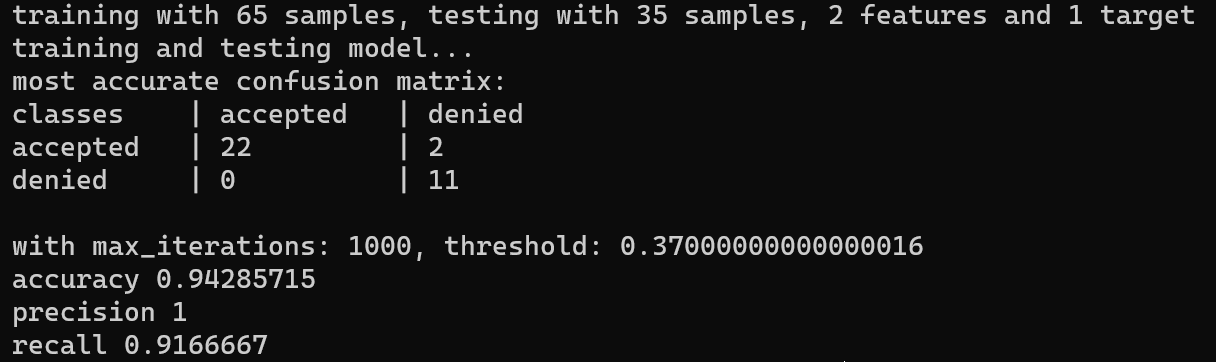 training with 65 samples, testing with 35 samples, 2 features and 1 target
training and testing model...
most accurate confusion matrix:
classes    | accepted   | denied
accepted   | 22         | 2
denied     | 0          | 11
with max_iterations: 1000, threshold: 0.37000000000000016
accuracy 0.94285715
precision 1
recall 0.9166667